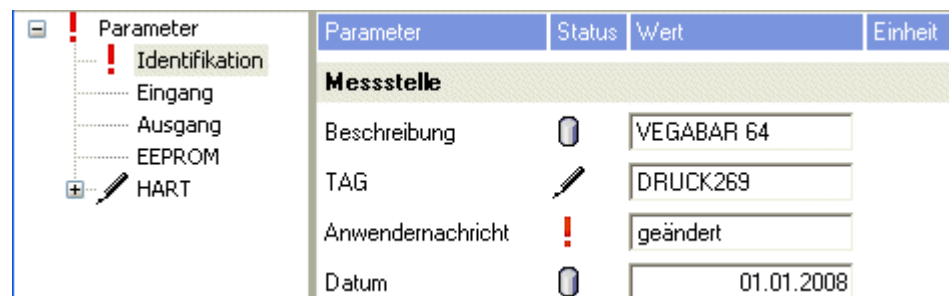 Parameter
Identifikation
Eingang
Ausgang
EEPROM
HART
Parameter Status Wert Einheit
Messstelle
Beschreibung VEGABAR 64
TAG DRUCK269
Anwendernachricht geändert
Datum 01.01.2008